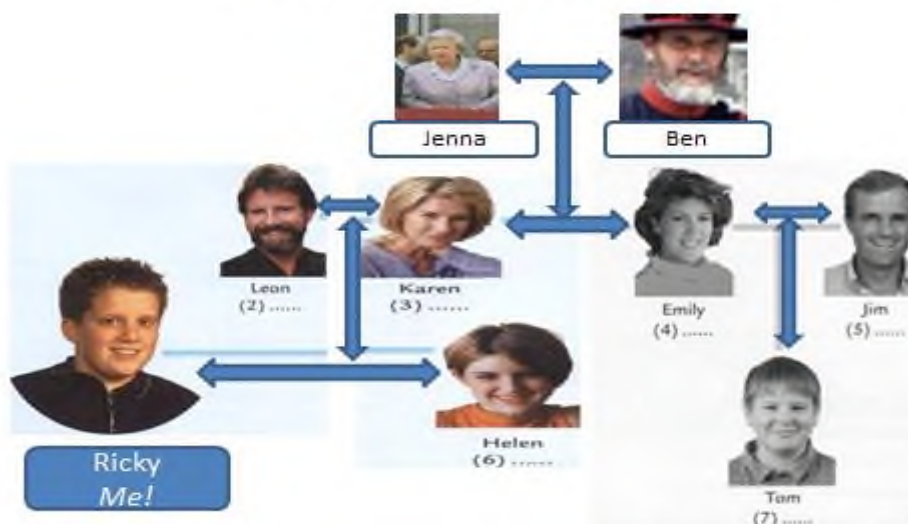 Jenna
Ben
Leon
(2) ......
Karen
(3) ......
Emily
(4) ......
Jim
(5) ......
Helen
(6) ......
Ricky
Me!
Tom
(7) ......